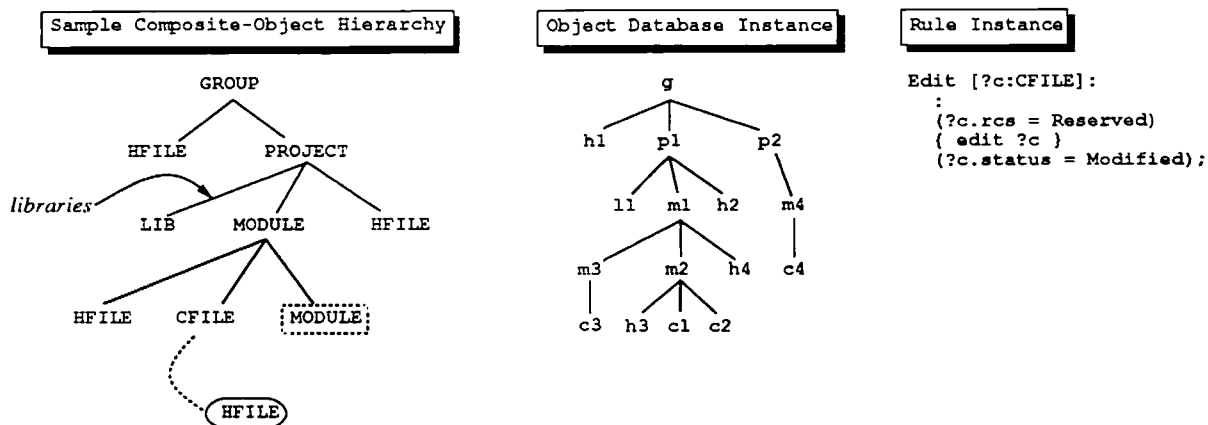 Sample Composite-Object Hierarchy
GROUP
HFILE PROJECT
libraries
LIB MODULE HFILE
HFILE CFILE MODULE
HFILE
Object Database Instance
g
h1 p1 p2
l1 m1 h2 m4
m3 m2 h4 c4
c3 h3 c1 c2
Rule Instance
Edit [?c:CFILE]:
:
(?c.rcs = Reserved)
{ edit ?c }
(?c.status = Modified);